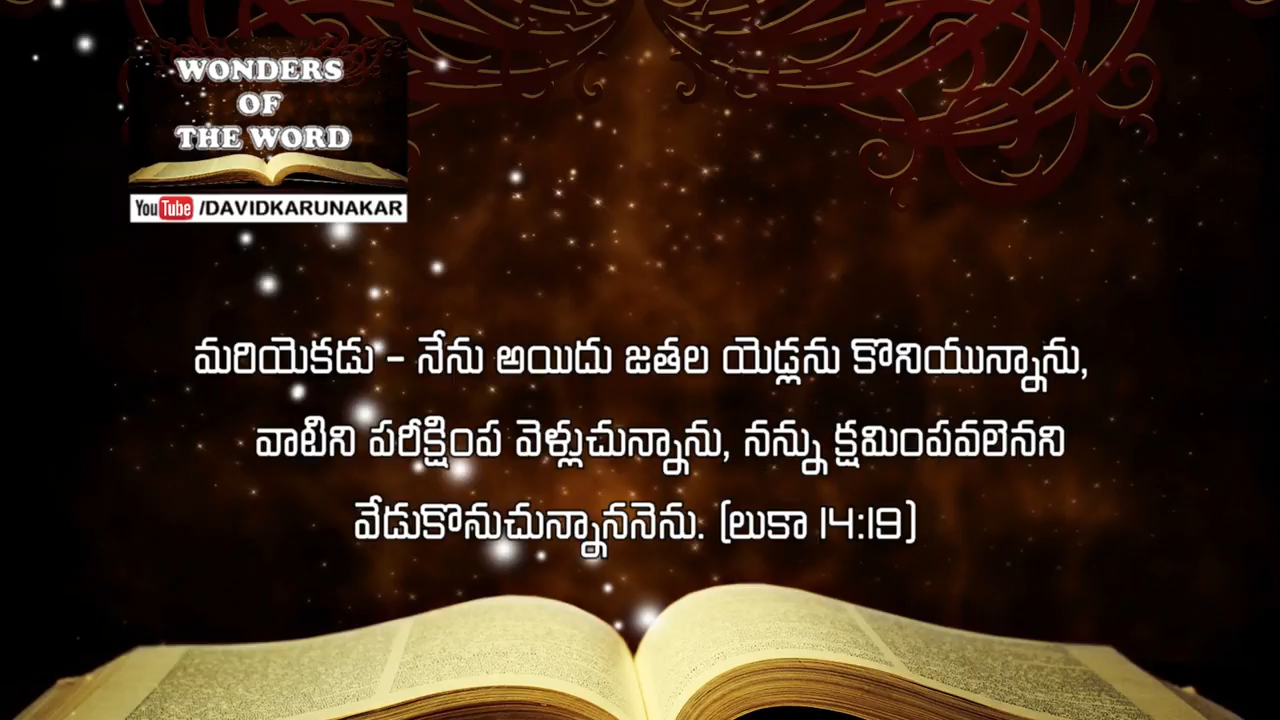 WONDERS
OF
THE WORD
YouTube /DAVIDKARUNAKAR
మరియెకడు – నేను అయిదు జతల యెడ్లను కొనియున్నాను,
వాటిని పరీక్షింప వెళ్లుచున్నాను, నన్ను క్షమింపవలెనని
వేడుకొనుచున్నాననెను. (లుకా 14:19)